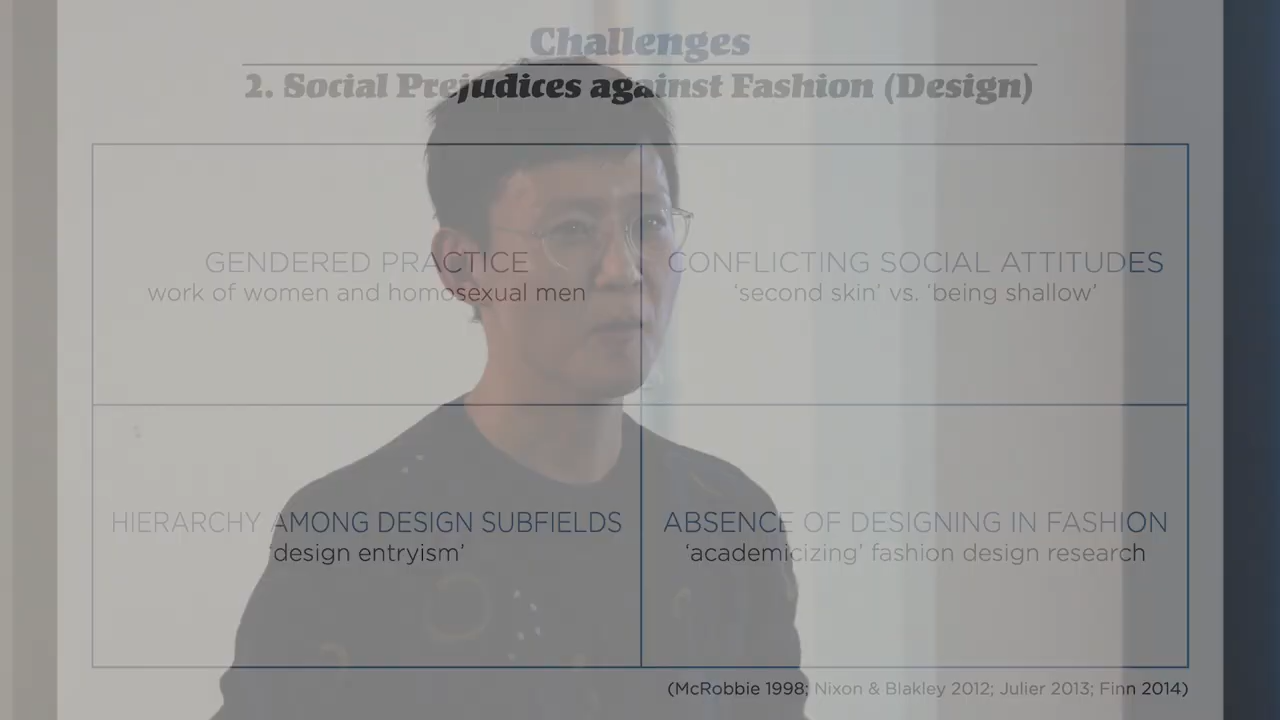 Challenges
2. Social Prejudices against Fashion (Design)
GENDERED PRACTICE
work of women and homosexual men
CONFLICTING SOCIAL ATTITUDES
‘second skin’ vs. ‘being shallow’
HIERARCHY AMONG DESIGN SUBFIELDS
‘design entryism’
ABSENCE OF DESIGNING IN FASHION
‘academicizing’ fashion design research
(McRobbie 1998; Nixon & Blakley 2012; Julier 2013; Finn 2014)